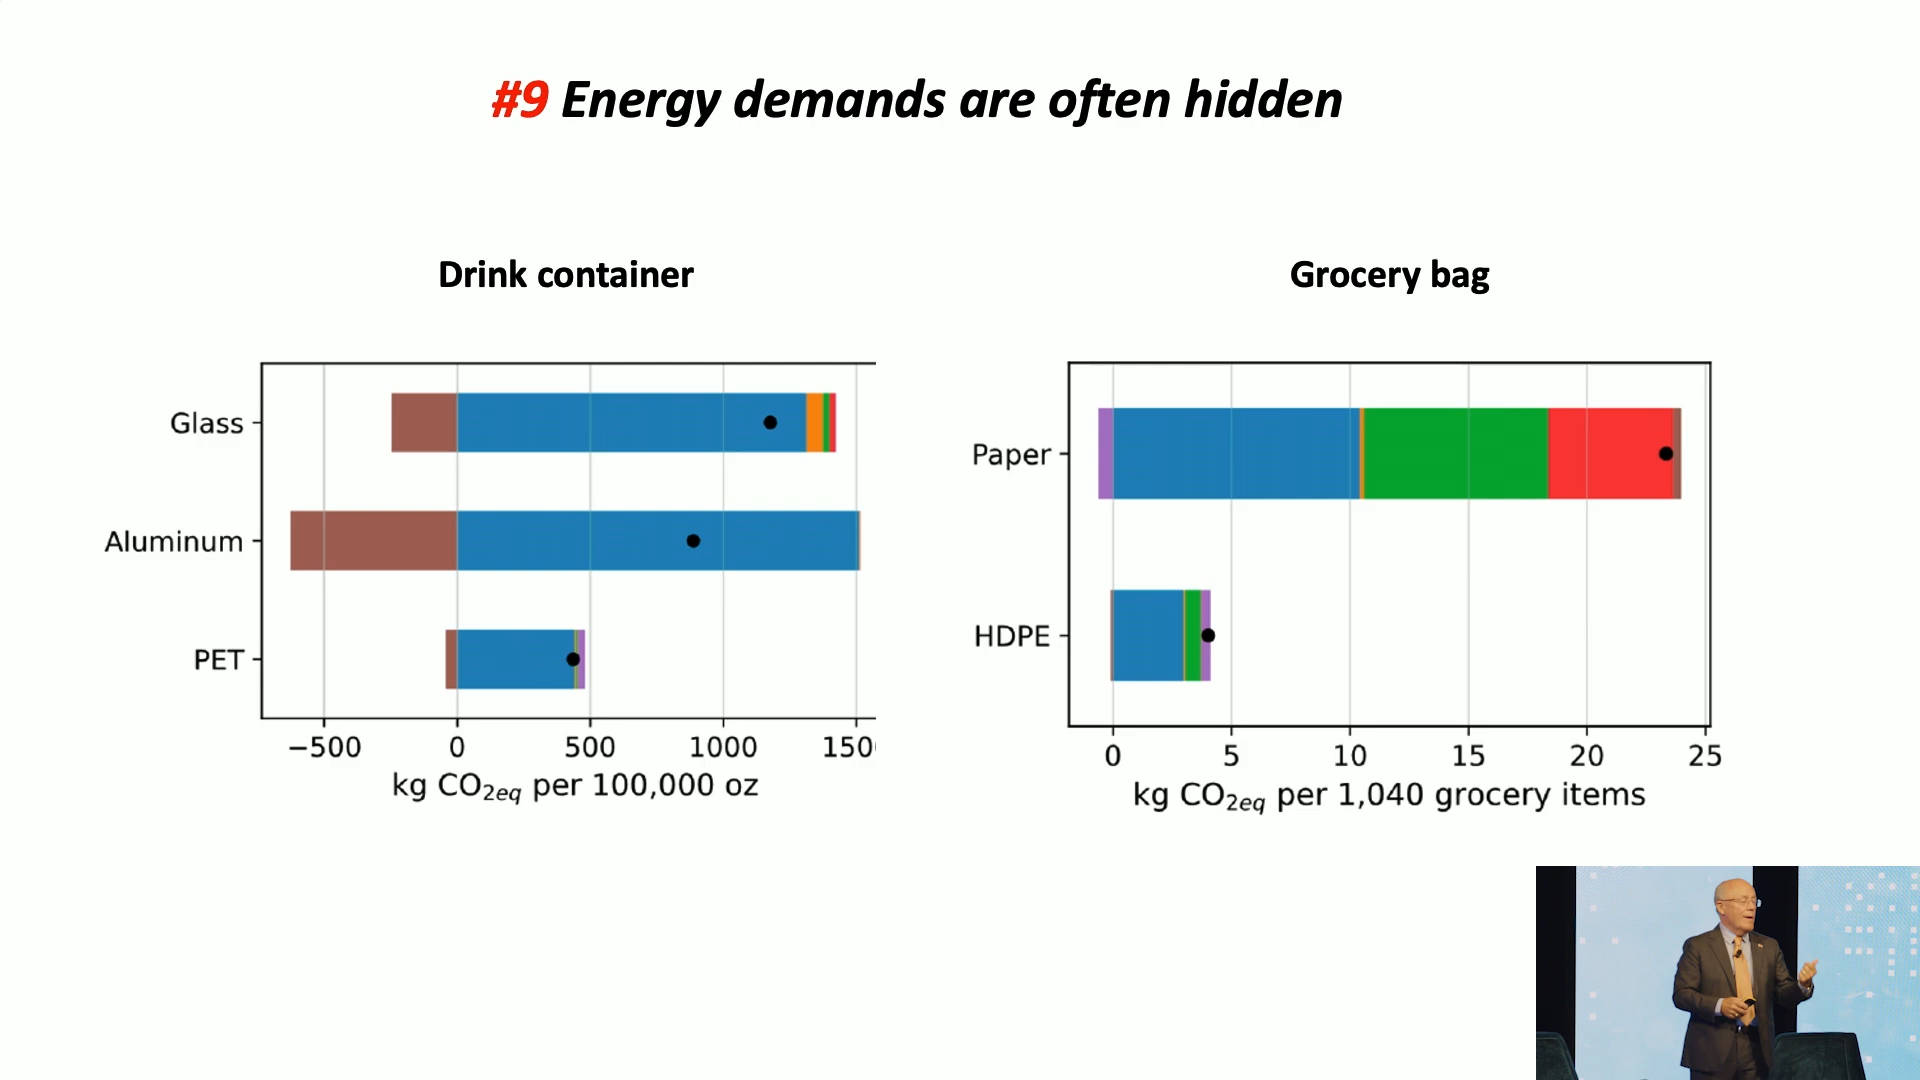 #9 Energy demands are often hidden
Drink container
Glass
Aluminum
PET
−500 0 500 1000 150
kg CO2eq per 100,000 oz
Grocery bag
Paper
HDPE
0 5 10 15 20 25
kg CO2eq per 1,040 grocery items